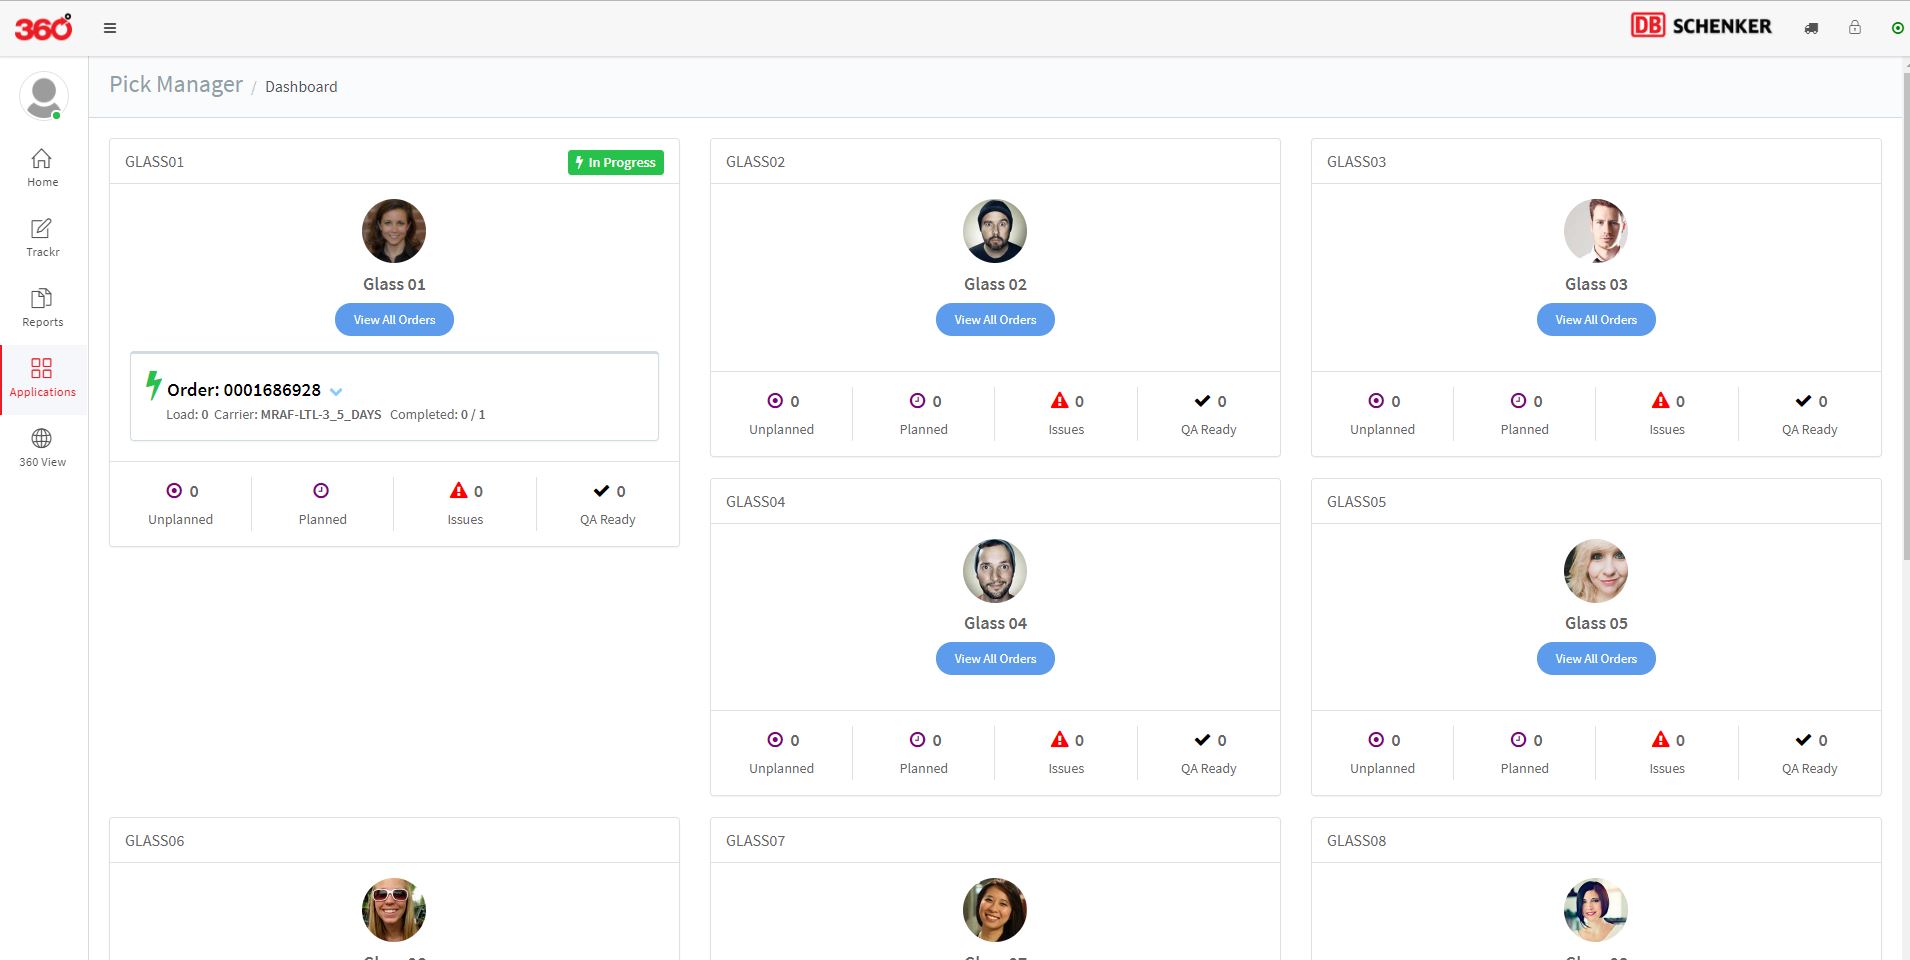 360°
DB SCHENKER
Pick Manager / Dashboard
Home
Trackr
Reports
Applications
360 View
GLASS01 In Progress
Glass 01
View All Orders
Order: 0001686928
Load: 0 Carrier: MRAF-LTL-3_5_DAYS Completed: 0 / 1
0 0 0
Unplanned Planned Issues QA Ready
GLASS02
Glass 02
View All Orders
0 0 0 0
Unplanned Planned Issues QA Ready
GLASS03
Glass 03
View All Orders
0 0 0 0
Unplanned Planned Issues QA Ready
GLASS04
Glass 04
View All Orders
0 0 0 0
Unplanned Planned Issues QA Ready
GLASS05
Glass 05
View All Orders
0 0 0 0
Unplanned Planned Issues QA Ready
GLASS06
GLASS07
GLASS08